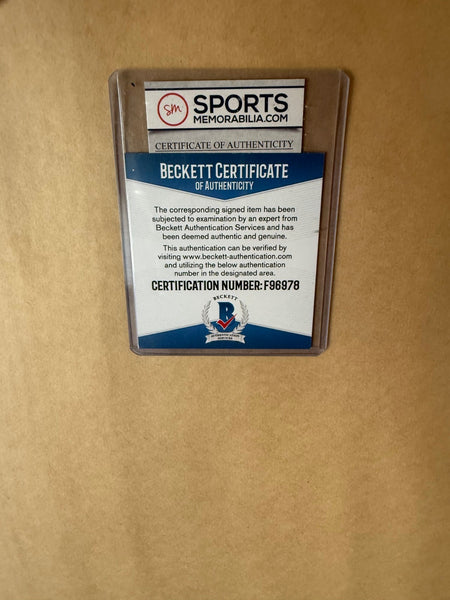 sm SPORTS
MEMORABILIA.COM
CERTIFICATE OF AUTHENTICITY
BECKETT CERTIFICATE
OF AUTHENTICITY
The corresponding signed item has been
subjected to examination by an expert from
Beckett Authentication Services and has
been deemed authentic and genuine.
This authentication can be verified by
visiting www.beckett-authentication.com
and utilizing the below authentication
number in the designated area.
CERTIFICATION NUMBER: F96978
BECKETT
B
AUTHENTICATION
SERVICES